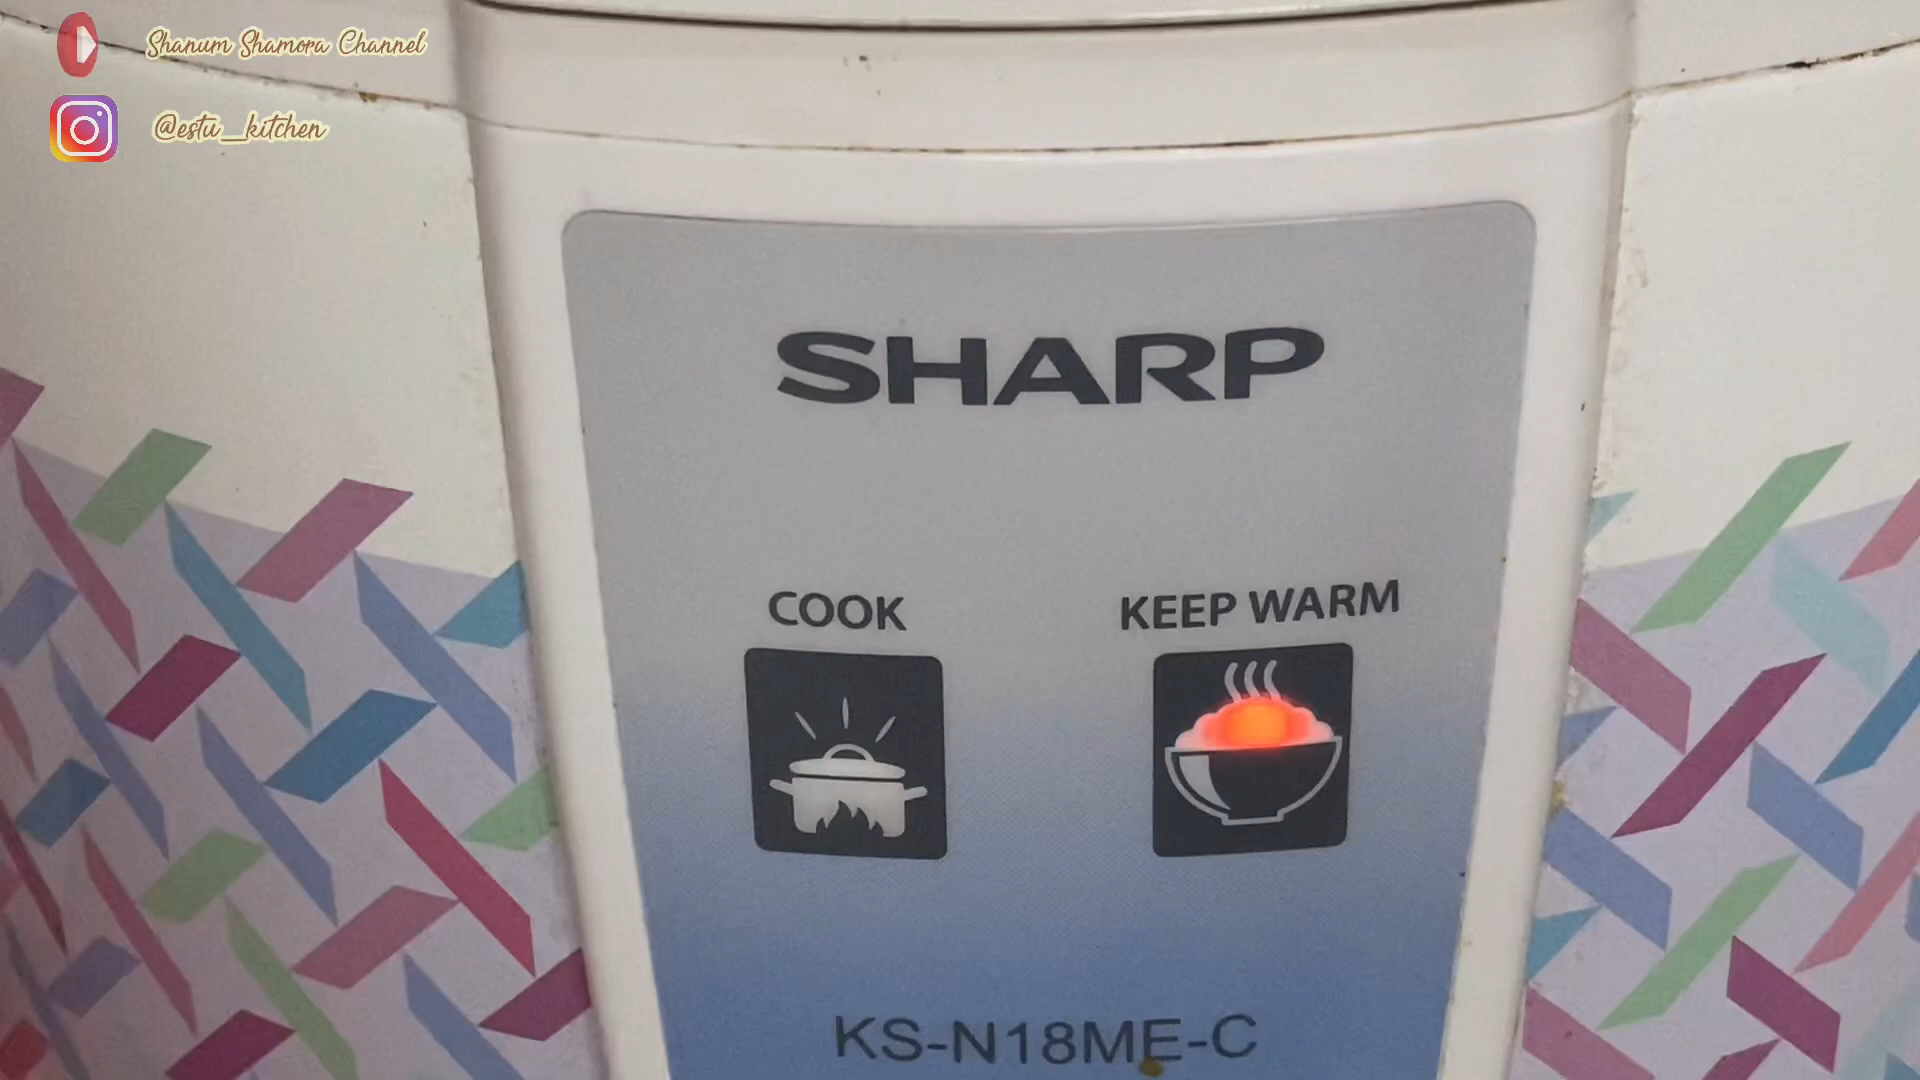 Shanum Shamora Channel
@estu_kitchen
SHARP
COOK
KEEP WARM
KS-N18ME-C